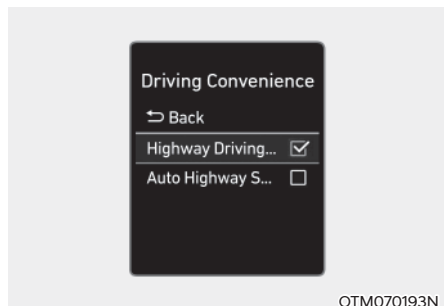 Driving Convenience
Back
Highway Driving...
Auto Highway S...
OTM070193N